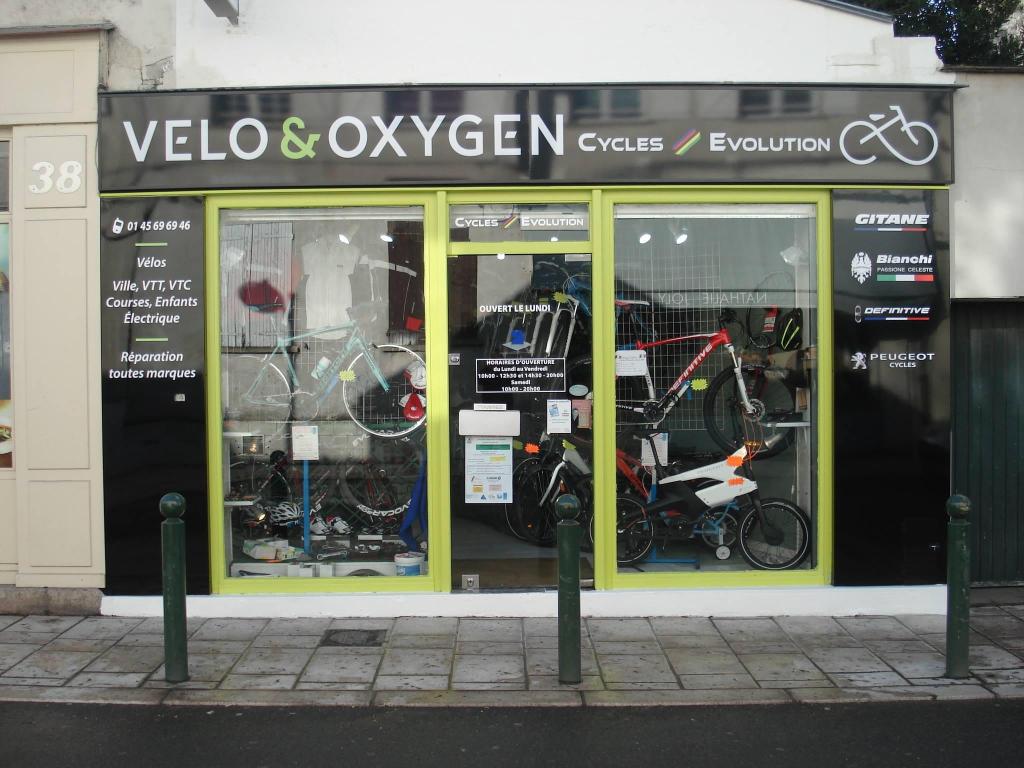 VELO & OXYGEN CYCLES EVOLUTION
38
01 45 69 69 46
Vélos
Ville, VTT, VTC
Courses, Enfants
Électrique
Réparation
toutes marques
CYCLES EVOLUTION
OUVERT LE LUNDI
HORAIRES D'OUVERTURE
du Lundi au Vendredi
10h00 - 12h30 et 14h30 - 20h00
Samedi
10h00 - 20h00
NATHALIE JOLY
DEFINITIVE
GITANE
Bianchi
PASSIONE CELESTE
DEFINITIVE
PEUGEOT
CYCLES